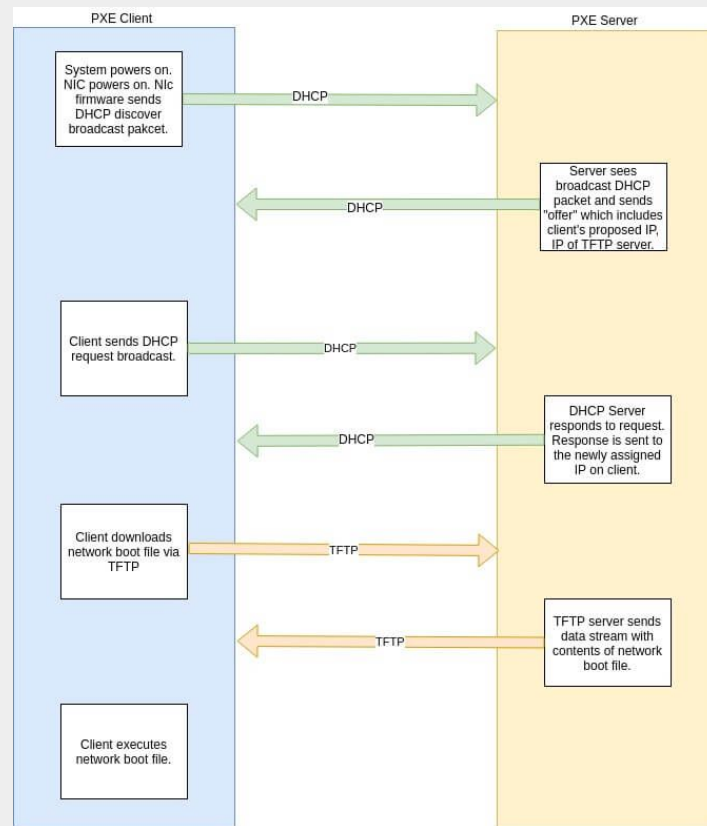 PXE Client
PXE Server
System powers on.
NIC powers on. NIc
firmware sends
DHCP discover
broadcast pakcet.
DHCP
Server sees
broadcast DHCP
packet and sends
"offer" which includes
client's proposed IP,
IP of TFTP server.
DHCP
Client sends DHCP
request broadcast.
DHCP
DHCP Server
responds to request.
Response is sent to
the newly assigned
IP on client.
DHCP
Client downloads
network boot file via
TFTP
TFTP
TFTP server sends
data stream with
contents of network
boot file.
TFTP
Client executes
network boot file.